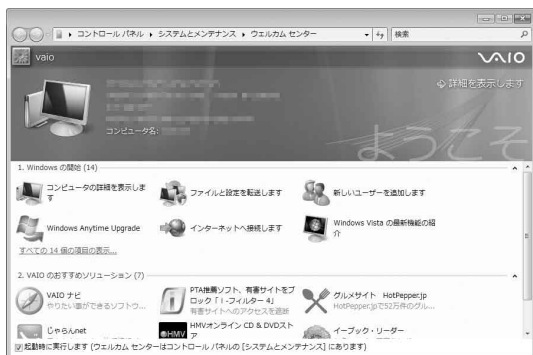 コントロール パネル ▸ システムとメンテナンス ▸ ウェルカム センター
検索
vaio
VAIO
詳細を表示します
コンピュータ名:
ようこそ
1. Windows の開始 (14)
コンピュータの詳細を表示します
ファイルと設定を転送します
新しいユーザーを追加します
Windows Anytime Upgrade
インターネットへ接続します
Windows Vista の最新機能の紹介
すべての 14 個の項目の表示...
2. VAIO のおすすめソリューション (7)
VAIO ナビ
やりたい事ができるソフトウ...
PTA推薦ソフト、有害サイトをブロック「i -フィルター 4」
有害サイトへのアクセスを遮断
グルメサイト HotPepper.jp
HotPepper.jpで52万件のグル...
じゃらんnet
HMV
HMVオンライン CD & DVDストア
イーブック・リーダー
起動時に実行します (ウェルカム センターはコントロール パネルの [システムとメンテナンス] にあります)